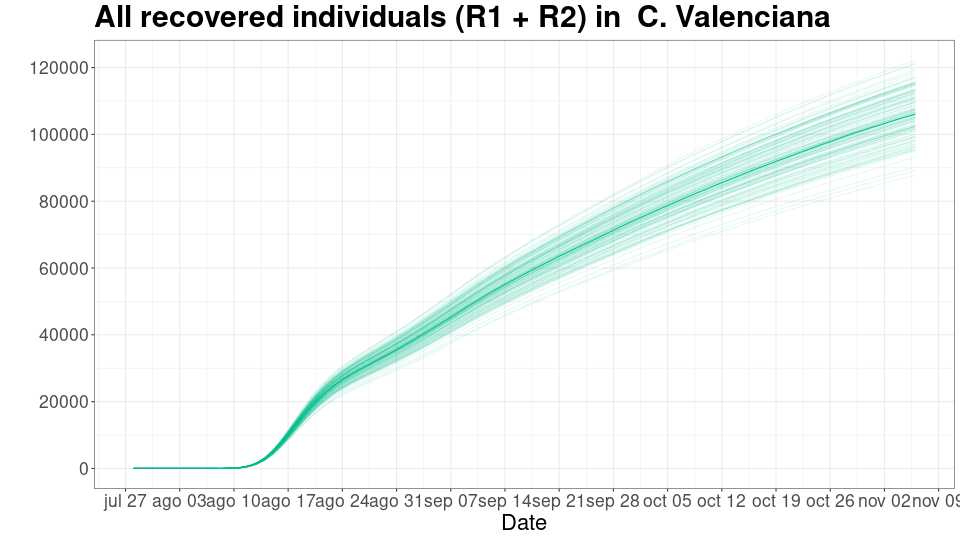 All recovered individuals (R1 + R2) in  C. Valenciana
120000
100000
80000
60000
40000
20000
0
jul 27 ago 03 ago 10 ago 17 ago 24 ago 31 sep 07 sep 14 sep 21 sep 28 oct 05 oct 12 oct 19 oct 26 nov 02 nov 09
Date